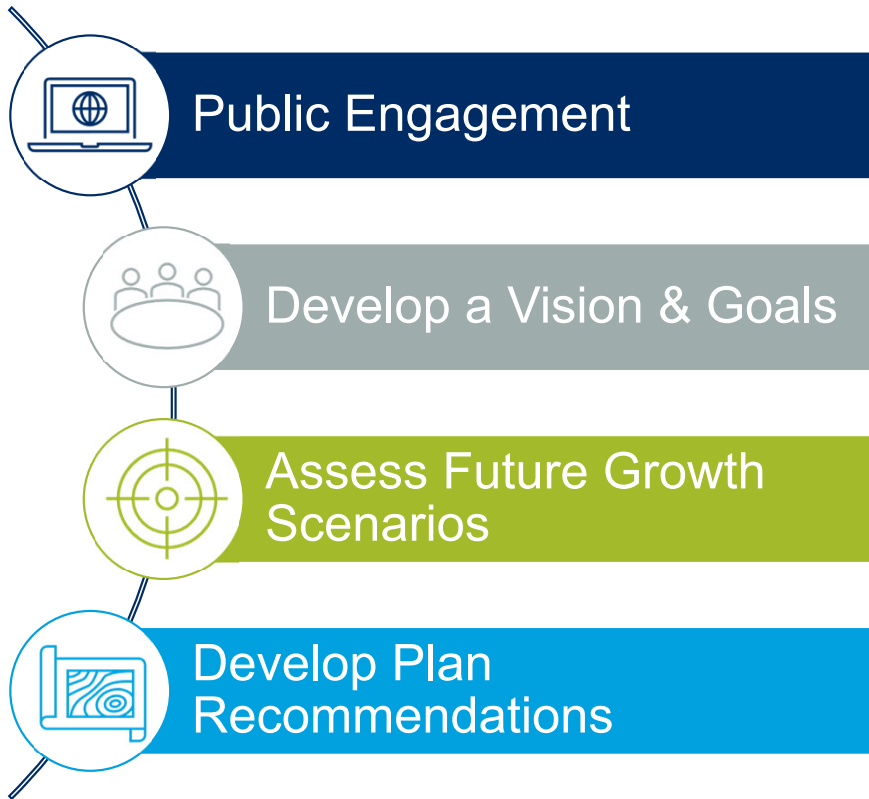 Public Engagement
Develop a Vision & Goals
Assess Future Growth
Scenarios
Develop Plan
Recommendations